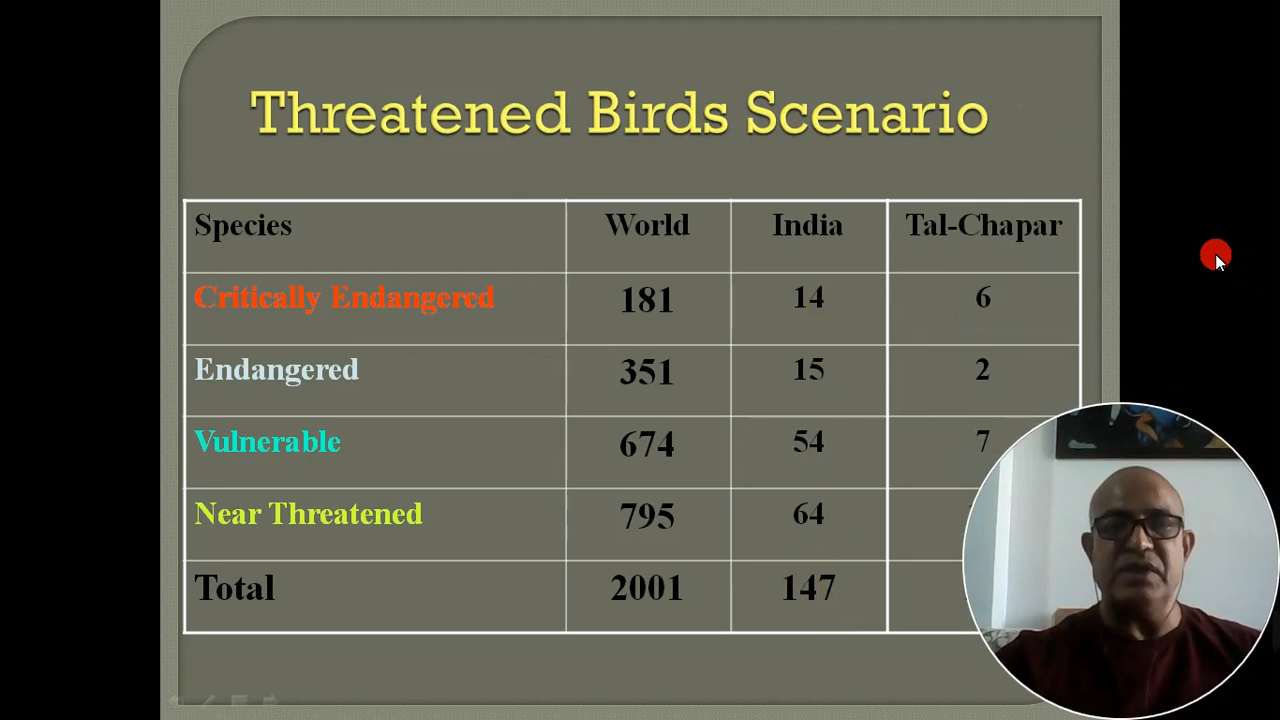 Threatened Birds Scenario
Species World India Tal-Chapar
Critically Endangered 181 14 6
Endangered 351 15 2
Vulnerable 674 54 7
Near Threatened 795 64
Total 2001 147